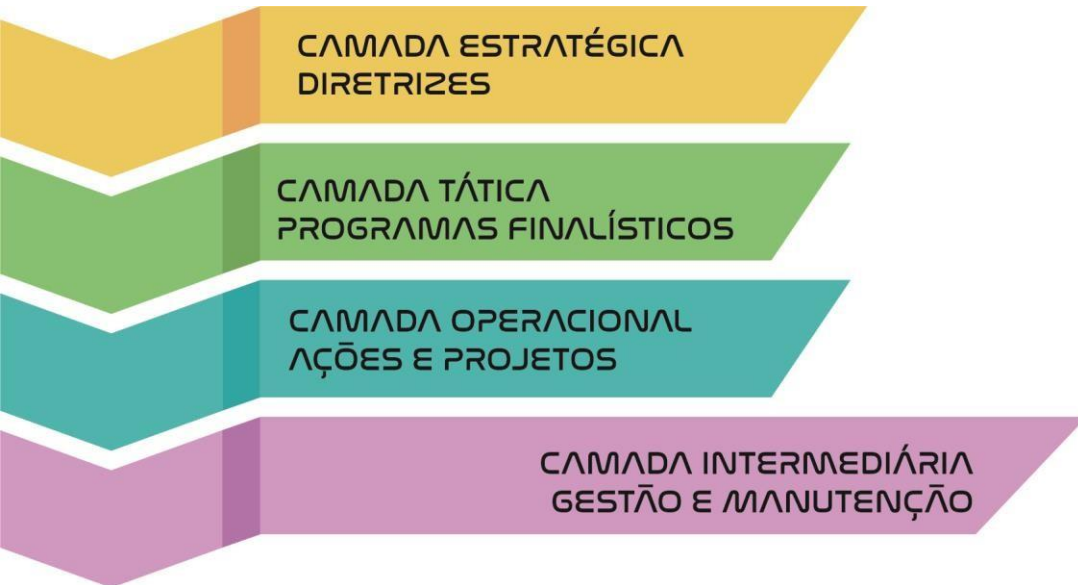 CAMADA ESTRATÉGICA
DIRETRIZES
CAMADA TÁTICA
PROGRAMAS FINALÍSTICOS
CAMADA OPERACIONAL
AÇÕES E PROJETOS
CAMADA INTERMEDIÁRIA
GESTÃO E MANUTENÇÃO